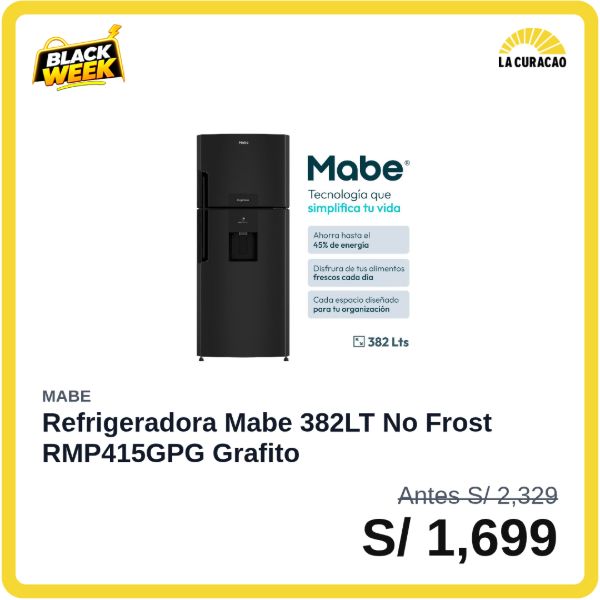 BLACK
WEEK
LA CURACAO
Mabe
Mabe®
Tecnología que
simplifica tu vida
Ahorra hasta el
45% de energía
Disfrura de tus alimentos
frescos cada dia
Cada espacio diseñado
para tu organización
382 Lts
MABE
Refrigeradora Mabe 382LT No Frost
RMP415GPG Grafito
Antes S/ 2,329
S/ 1,699